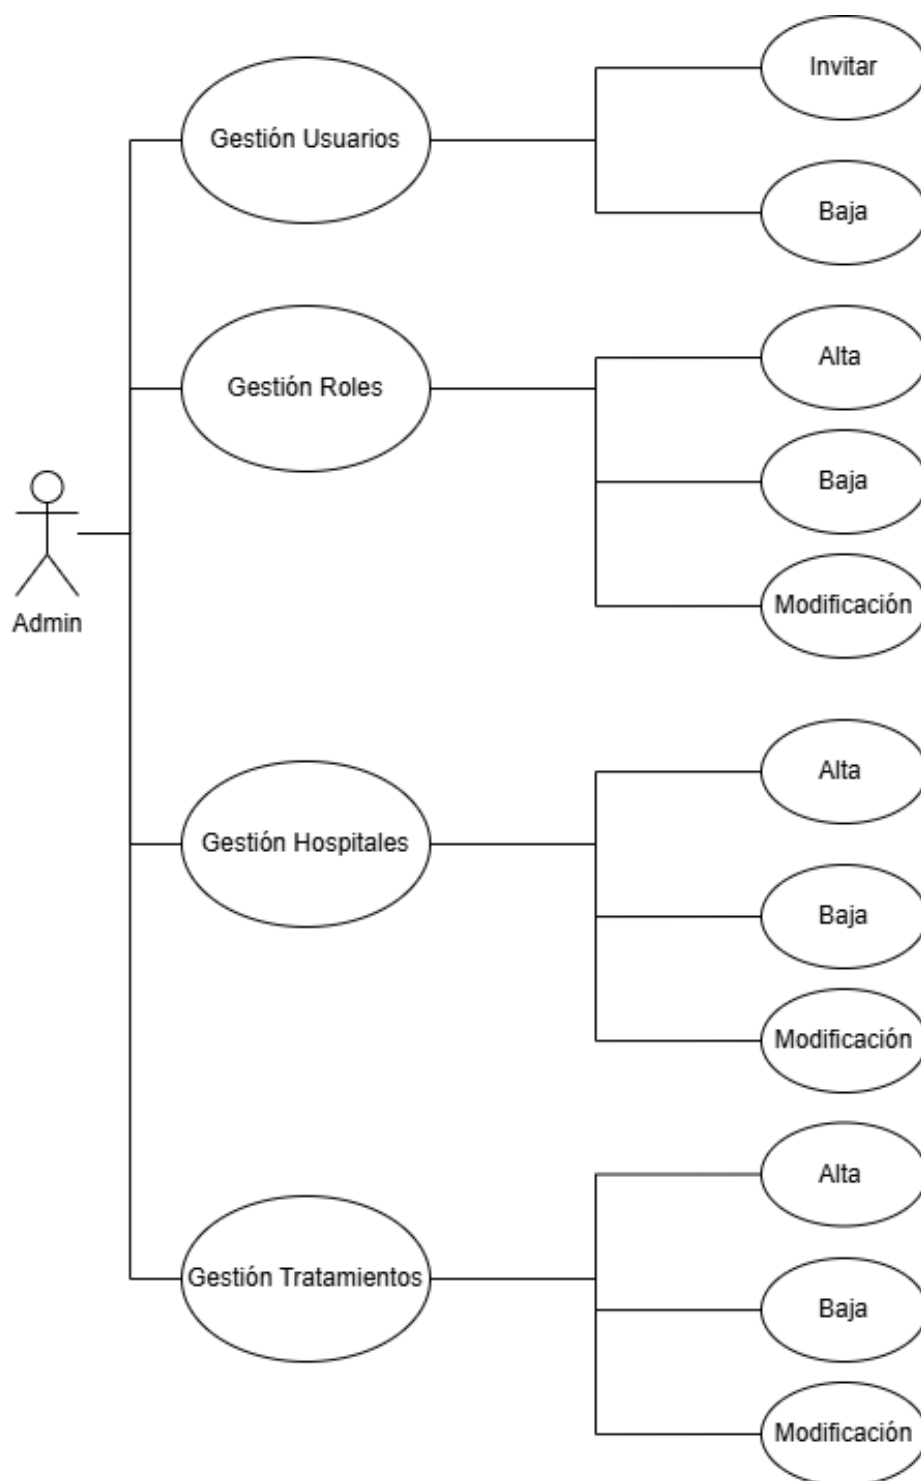 Invitar
Gestión Usuarios
Baja
Alta
Gestión Roles
Baja
Modificación
Admin
Alta
Gestión Hospitales
Baja
Modificación
Alta
Gestión Tratamientos
Baja
Modificación